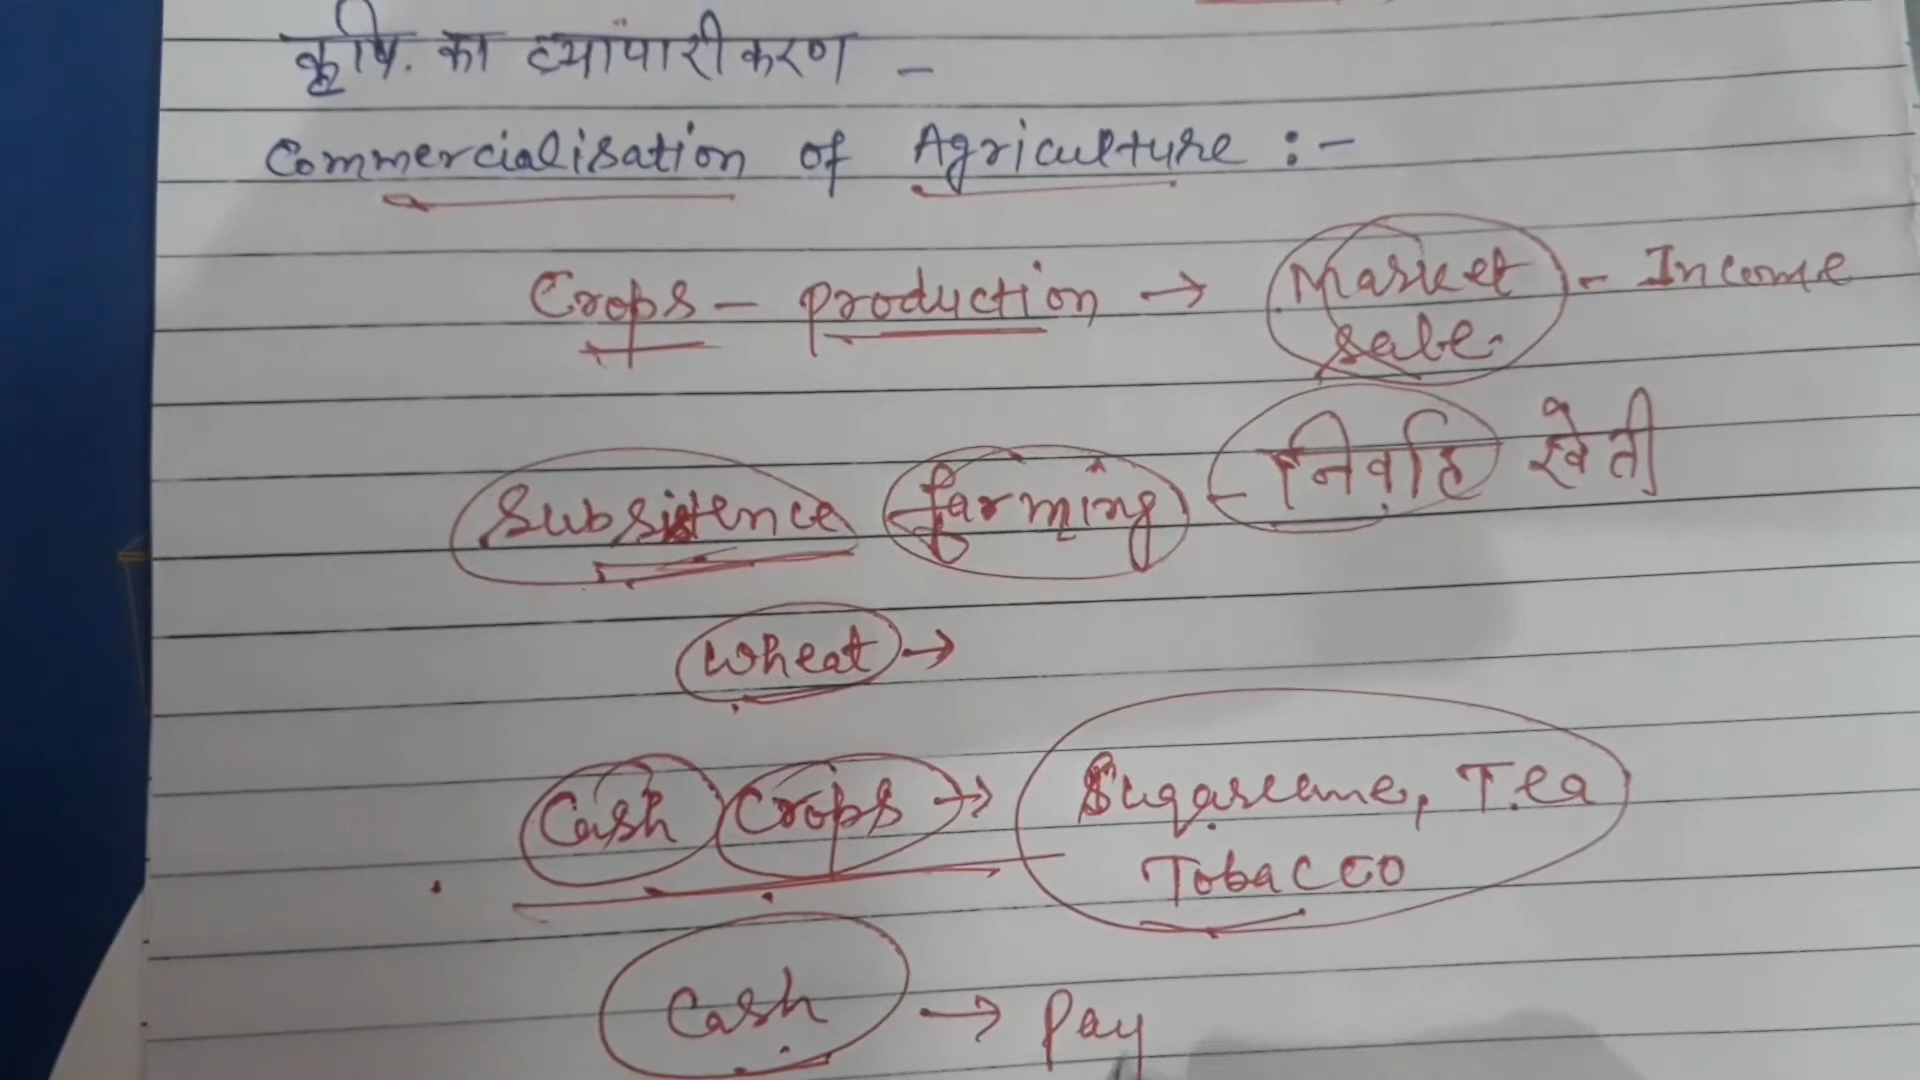 कृषि का व्यापारीकरण -
Commercialisation of Agriculture :-
Crops - production → Market - Income
Sale.
Subsistence farming - निर्वाह खेती
Wheat →
Cash Crops → Sugarcane, Tea
Tobacco
Cash → Pay